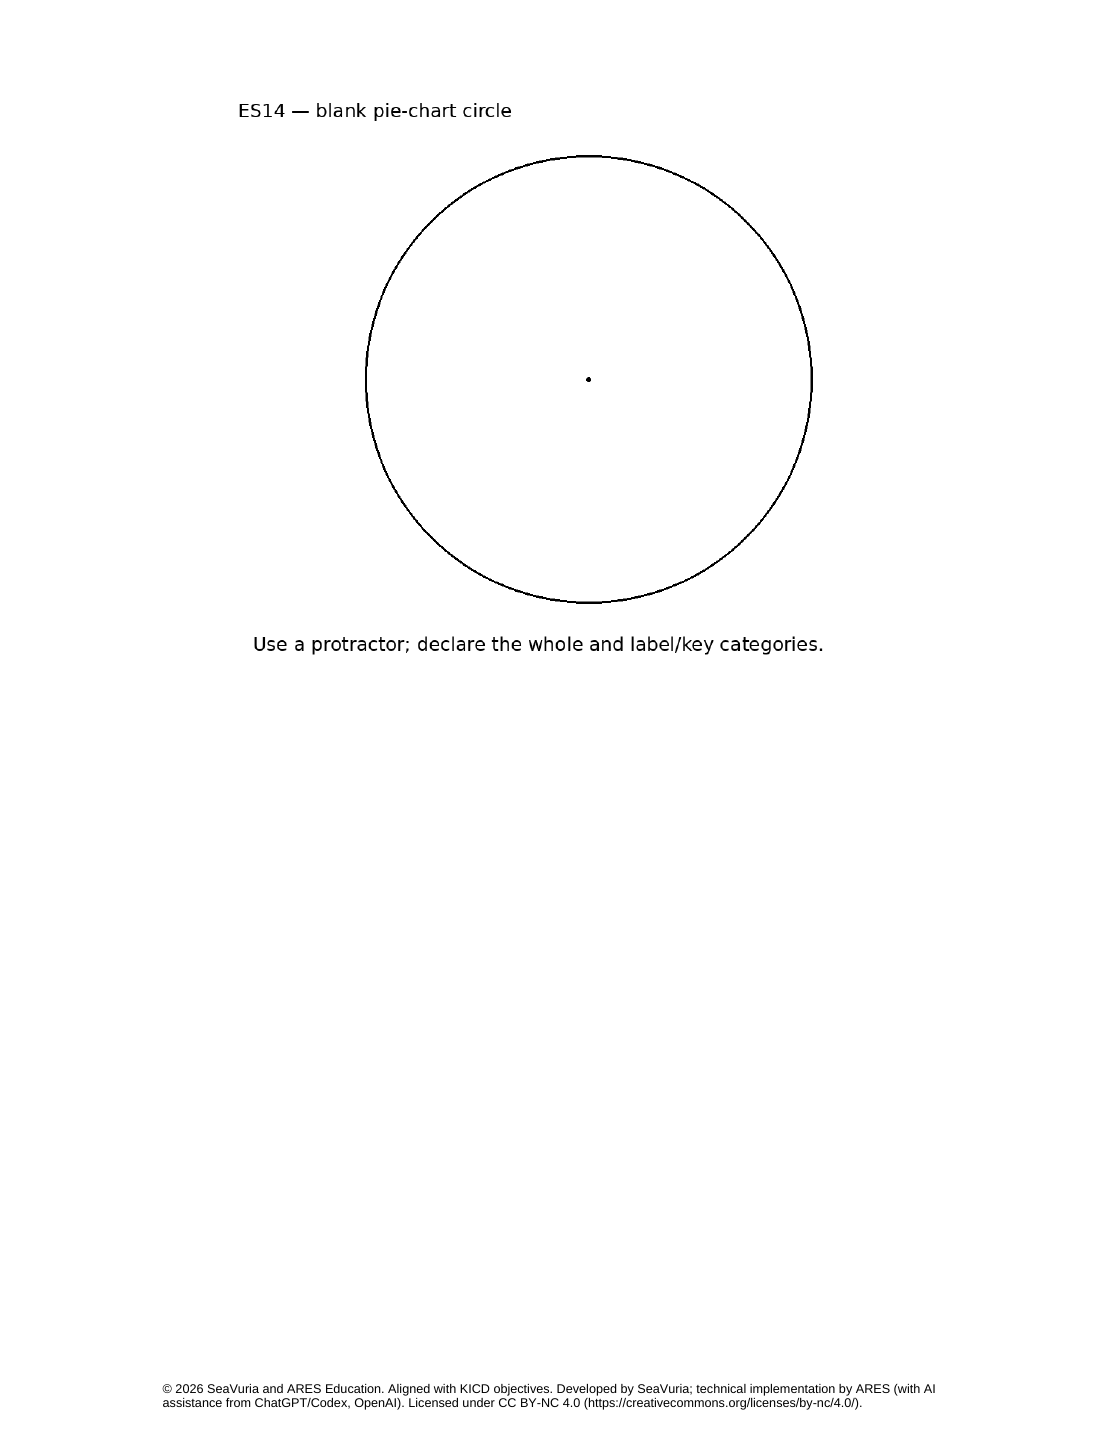 ES14 — blank pie-chart circle
Use a protractor; declare the whole and label/key categories.
© 2026 SeaVuria and ARES Education. Aligned with KICD objectives. Developed by SeaVuria; technical implementation by ARES (with AI
assistance from ChatGPT/Codex, OpenAI). Licensed under CC BY-NC 4.0 (https://creativecommons.org/licenses/by-nc/4.0/).